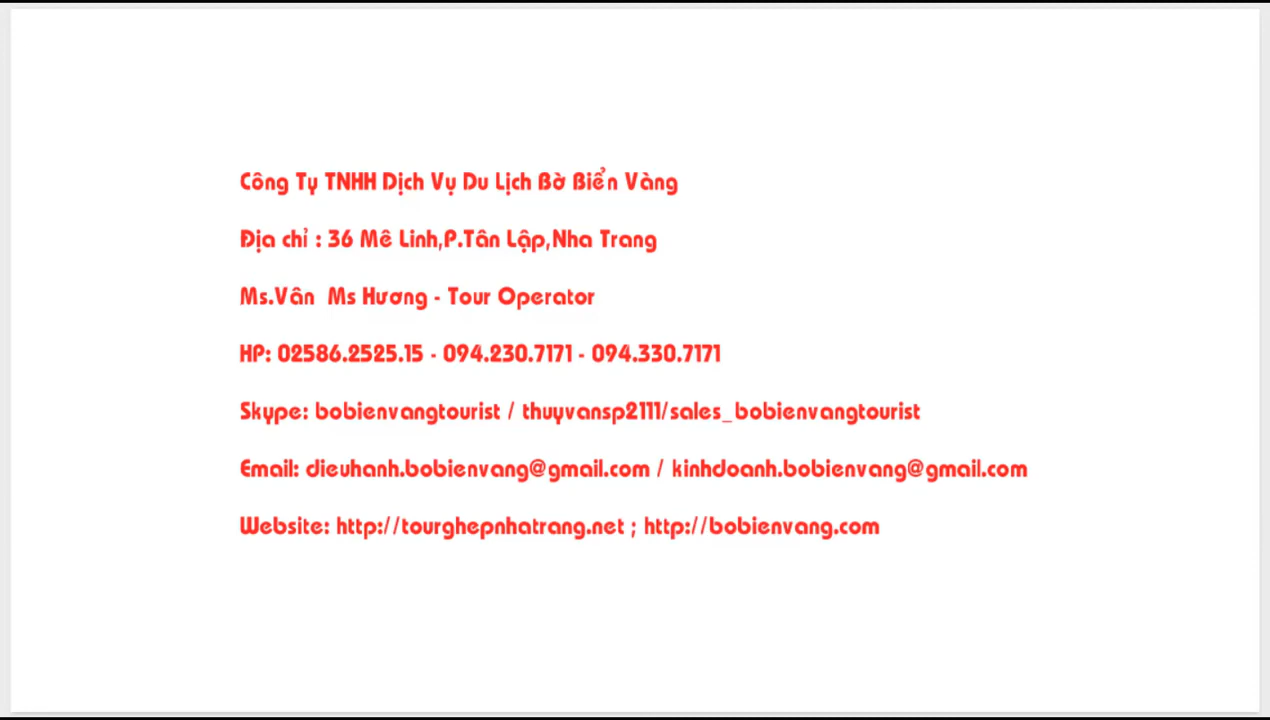 Công Ty TNHH Dịch Vụ Du Lịch Bờ Biển Vàng
Địa chỉ : 36 Mê Linh,P.Tân Lập,Nha Trang
Ms.Vân  Ms Hương - Tour Operator
HP: 02586.2525.15 - 094.230.7171 - 094.330.7171
Skype: bobienvangtourist / thuyvansp2111/sales_bobienvangtourist
Email: dieuhanh.bobienvang@gmail.com / kinhdoanh.bobienvang@gmail.com
Website: http://tourghepnhatrang.net ; http://bobienvang.com